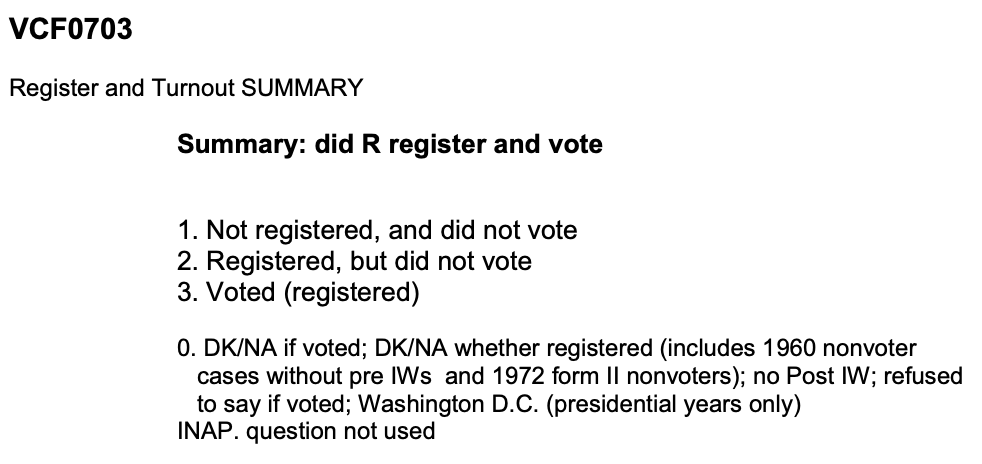 VCF0703
Register and Turnout SUMMARY
Summary: did R register and vote
1. Not registered, and did not vote
2. Registered, but did not vote
3. Voted (registered)
0. DK/NA if voted; DK/NA whether registered (includes 1960 nonvoter
cases without pre IWs and 1972 form II nonvoters); no Post IW; refused
to say if voted; Washington D.C. (presidential years only)
INAP. question not used